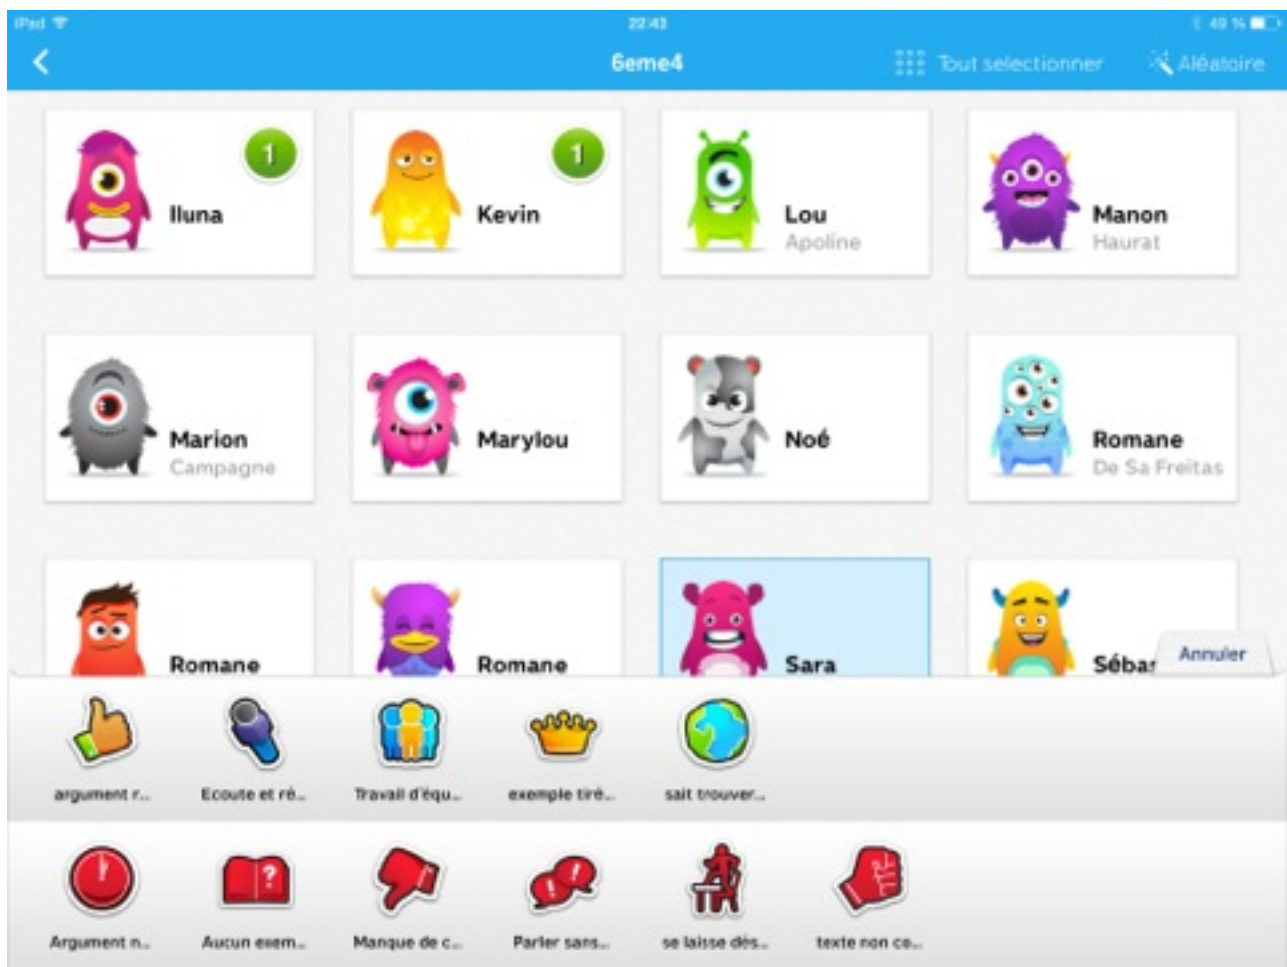 iPad 22:43 49 %
6eme4 Tout selectionner Aléatoire
1 1
Iluna Kevin Lou Manon
Apoline Haurat
Marion Marylou Noé Romane
Campagne De Sa Freitas
Romane Romane Sara Sébas
Annuler
argument r... Ecoute et ré... Travail d'équ... exemple tiré... sait trouver...
? ! !
Argument n... Aucun exem... Manque de c... Parler sans... se laisse dés... texte non co...